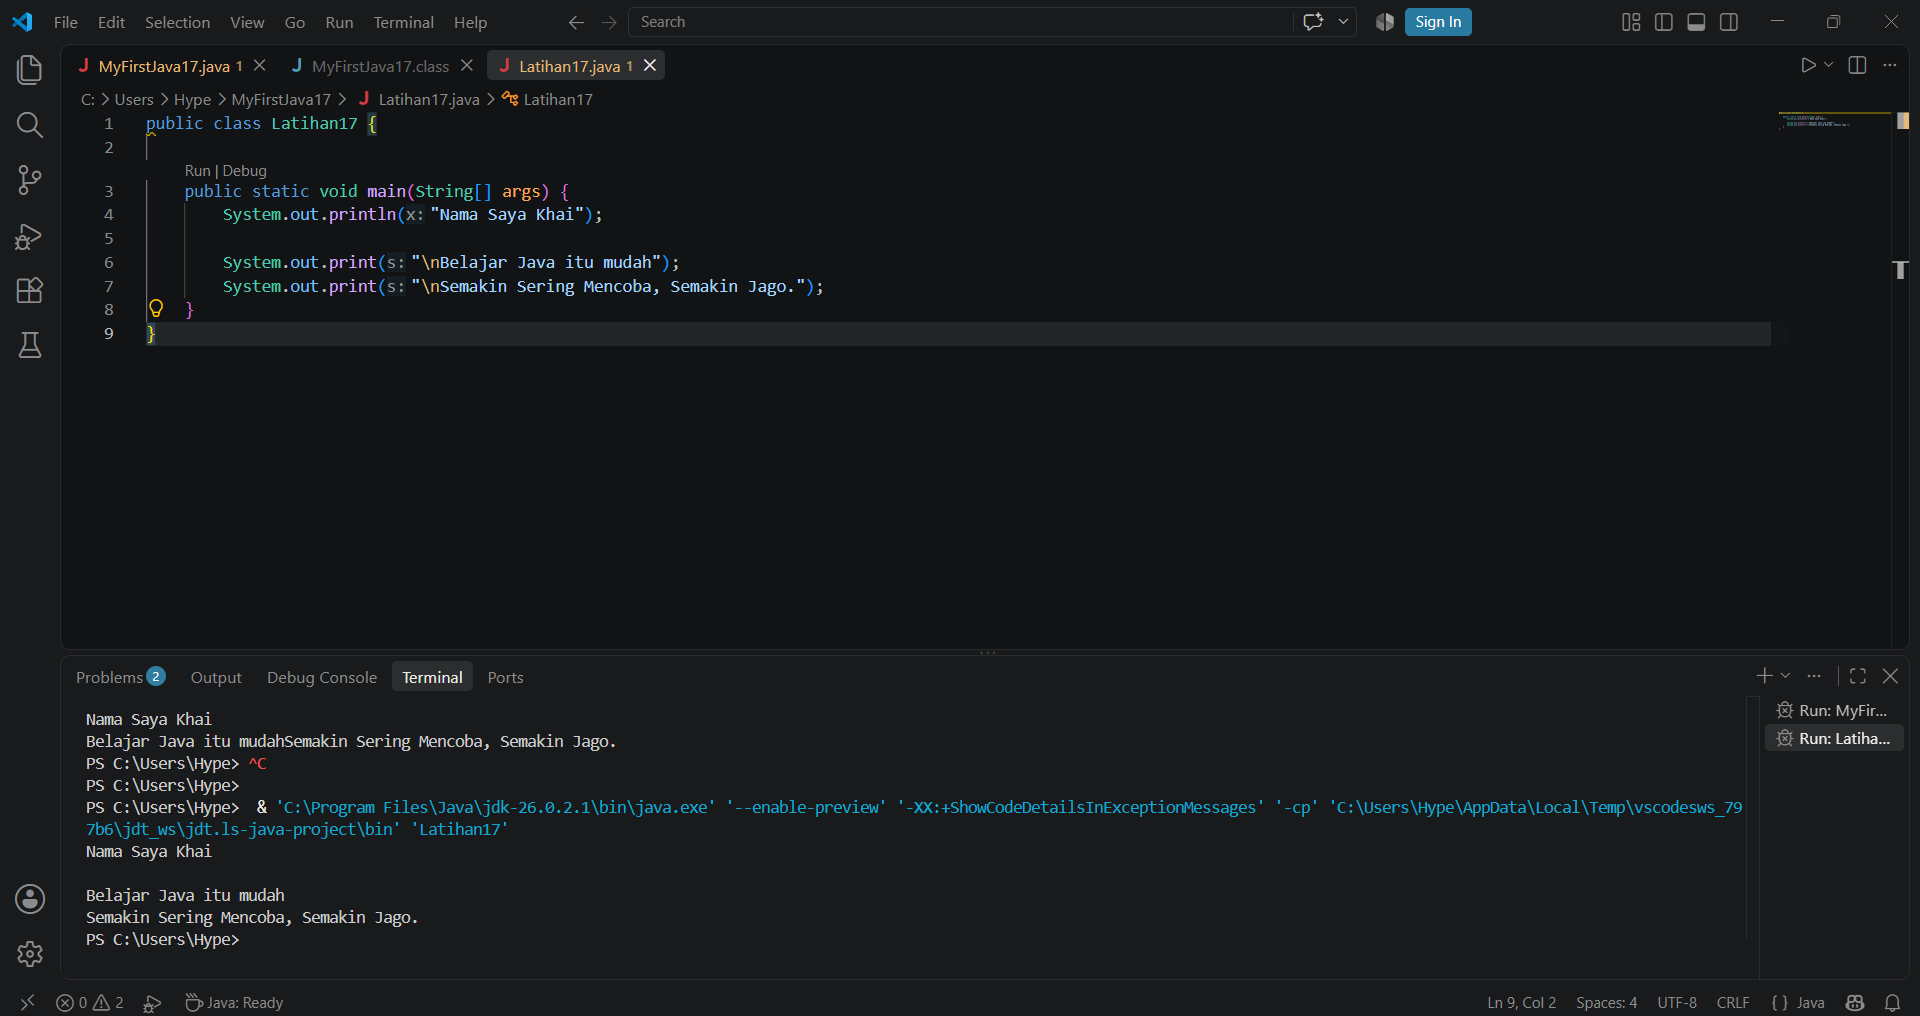 File Edit Selection View Go Run Terminal Help Search Sign In
MyFirstJava17.java 1 MyFirstJava17.class Latihan17.java 1
C: > Users > Hype > MyFirstJava17 > Latihan17.java > Latihan17
1 public class Latihan17 {
2
Run | Debug
3 public static void main(String[] args) {
4 System.out.println(x: "Nama Saya Khai");
5
6 System.out.print(s: "\nBelajar Java itu mudah");
7 System.out.print(s: "\nSemakin Sering Mencoba, Semakin Jago.");
8 }
9 }
Problems 2 Output Debug Console Terminal Ports
Nama Saya Khai
Belajar Java itu mudahSemakin Sering Mencoba, Semakin Jago.
PS C:\Users\Hype> ^C
PS C:\Users\Hype>
PS C:\Users\Hype>  & 'C:\Program Files\Java\jdk-26.0.2.1\bin\java.exe' '--enable-preview' '-XX:+ShowCodeDetailsInExceptionMessages' '-cp' 'C:\Users\Hype\AppData\Local\Temp\vscodesws_79
7b6\jdt_ws\jdt.ls-java-project\bin' 'Latihan17'
Nama Saya Khai
Belajar Java itu mudah
Semakin Sering Mencoba, Semakin Jago.
PS C:\Users\Hype>
Run: MyFir...
Run: Latiha...
0 2 Java: Ready Ln 9, Col 2 Spaces: 4 UTF-8 CRLF {} Java